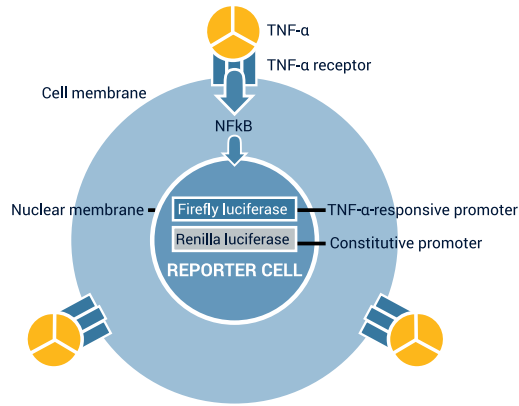 TNF-α
TNF-α receptor
Cell membrane
NFkB
Nuclear membrane
Firefly luciferase
TNF-α-responsive promoter
Renilla luciferase
Constitutive promoter
REPORTER CELL